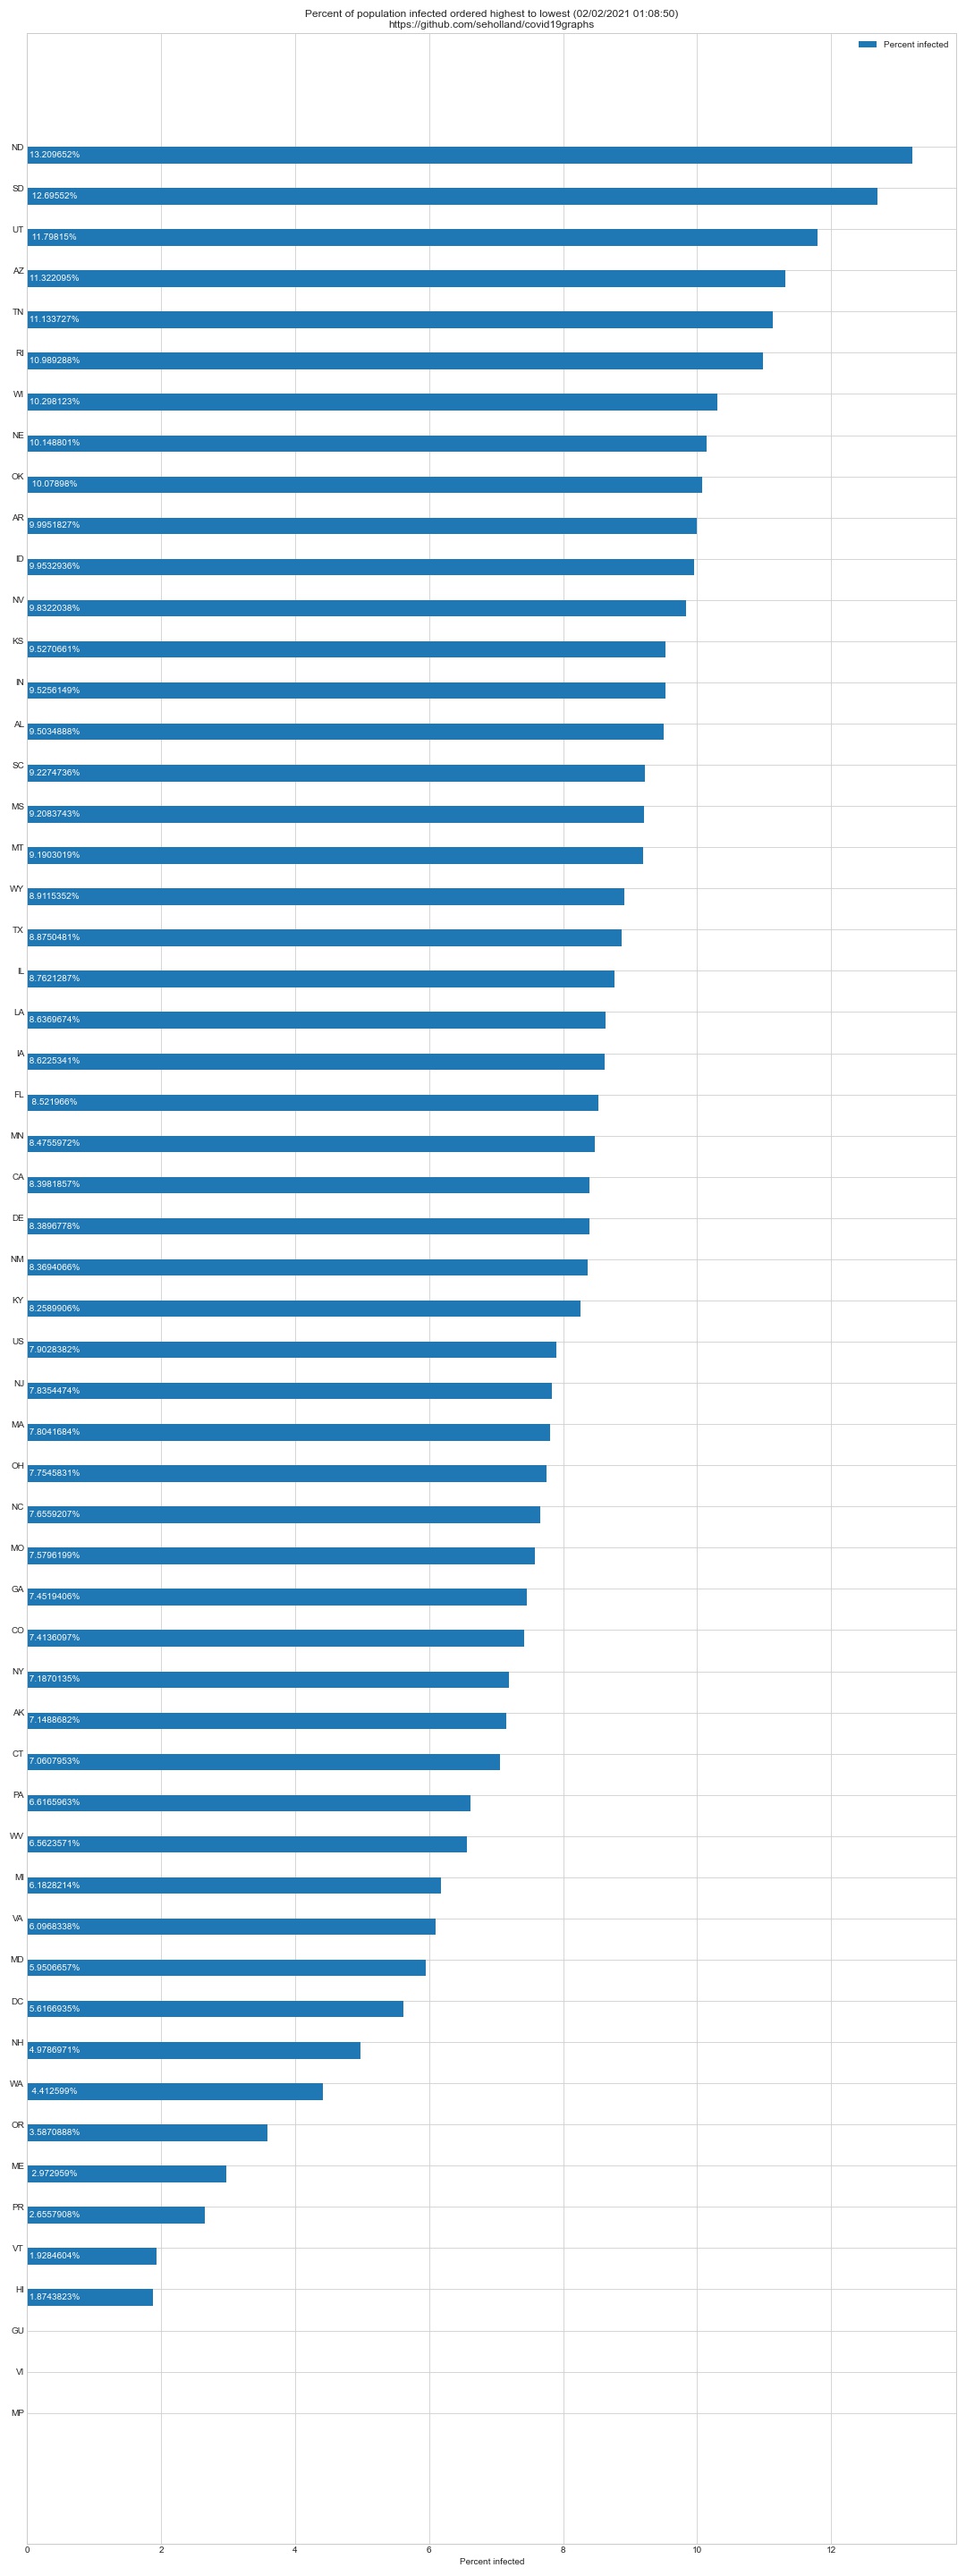 Percent of population infected ordered highest to lowest (02/02/2021 01:08:50)
https://github.com/seholland/covid19graphs
Percent infected
ND 13.209652%
SD 12.69552%
UT 11.79815%
AZ 11.322095%
TN 11.133727%
RI 10.989288%
WI 10.298123%
NE 10.148801%
OK 10.07898%
AR 9.9951827%
ID 9.9532936%
NV 9.8322038%
KS 9.5270661%
IN 9.5256149%
AL 9.5034888%
SC 9.2274736%
MS 9.2083743%
MT 9.1903019%
WY 8.9115352%
TX 8.8750481%
IL 8.7621287%
LA 8.6369674%
IA 8.6225341%
FL 8.521966%
MN 8.4755972%
CA 8.3981857%
DE 8.3896778%
NM 8.3694066%
KY 8.2589906%
US 7.9028382%
NJ 7.8354474%
MA 7.8041684%
OH 7.7545831%
NC 7.6559207%
MO 7.5796199%
GA 7.4519406%
CO 7.4136097%
NY 7.1870135%
AK 7.1488682%
CT 7.0607953%
PA 6.6165963%
WV 6.5623571%
MI 6.1828214%
VA 6.0968338%
MD 5.9506657%
DC 5.6166935%
NH 4.9786971%
WA 4.412599%
OR 3.5870888%
ME 2.972959%
PR 2.6557908%
VT 1.9284604%
HI 1.8743823%
GU
VI
MP
0 2 4 6 8 10 12
Percent infected